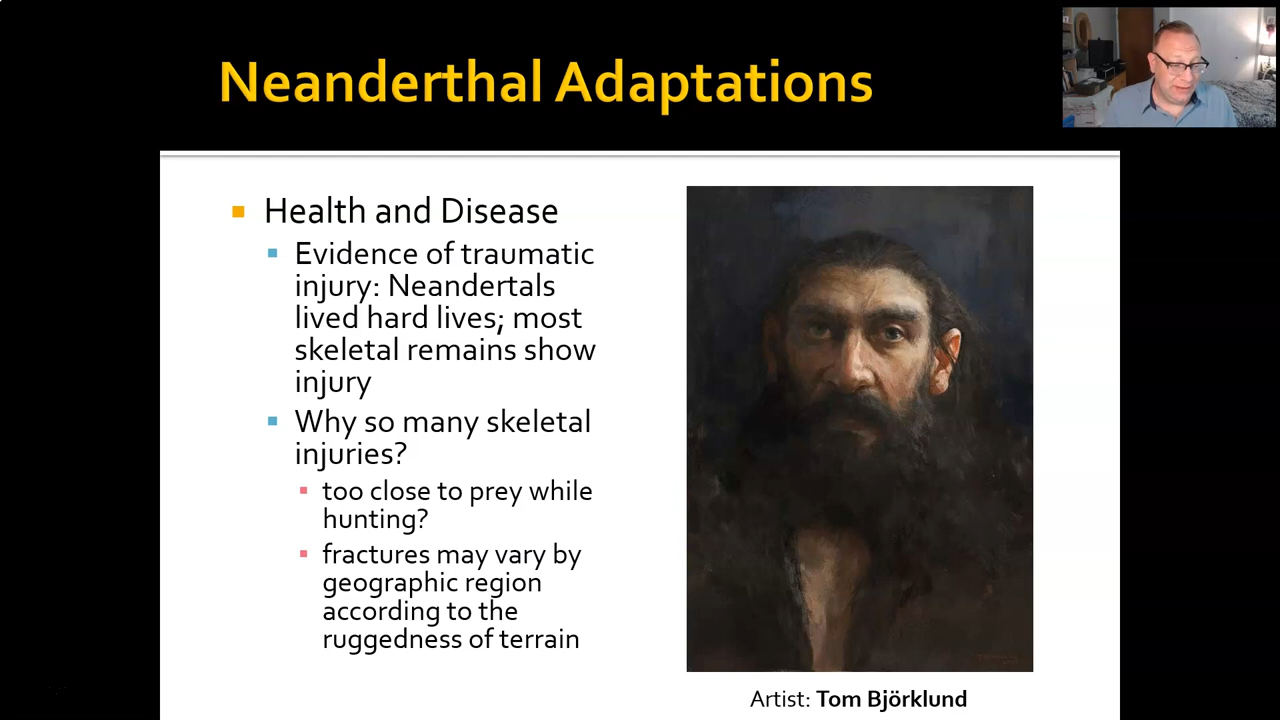 Neanderthal Adaptations
Health and Disease
Evidence of traumatic
injury: Neandertals
lived hard lives; most
skeletal remains show
injury
Why so many skeletal
injuries?
too close to prey while
hunting?
fractures may vary by
geographic region
according to the
ruggedness of terrain
Artist: Tom Björklund